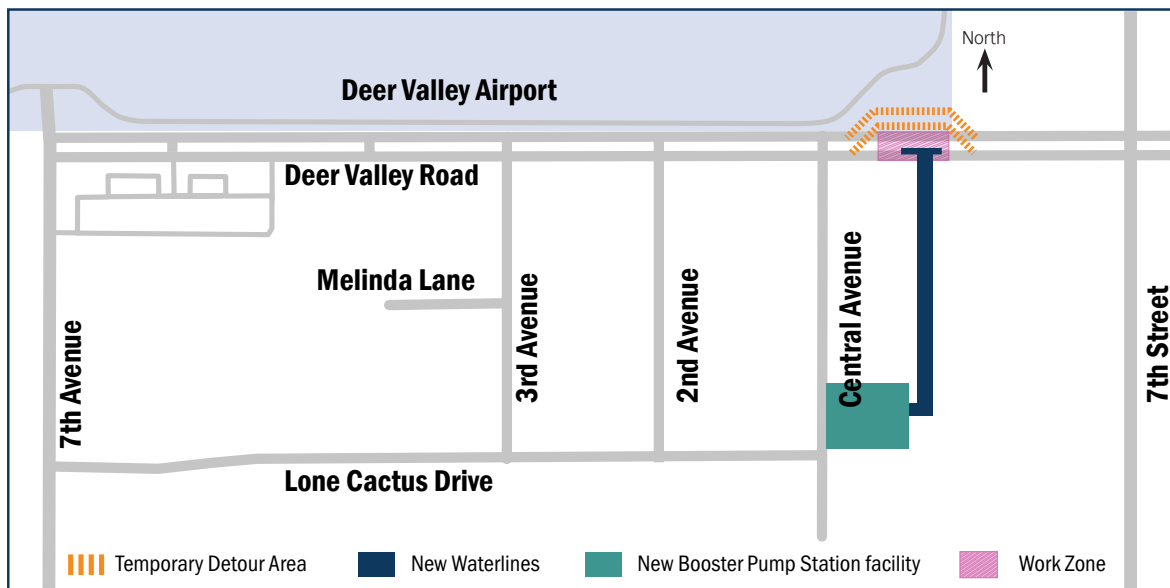 North
Deer Valley Airport
Deer Valley Road
Melinda Lane
7th Avenue
3rd Avenue
2nd Avenue
Central Avenue
7th Street
Lone Cactus Drive
Temporary Detour Area
New Waterlines
New Booster Pump Station facility
Work Zone